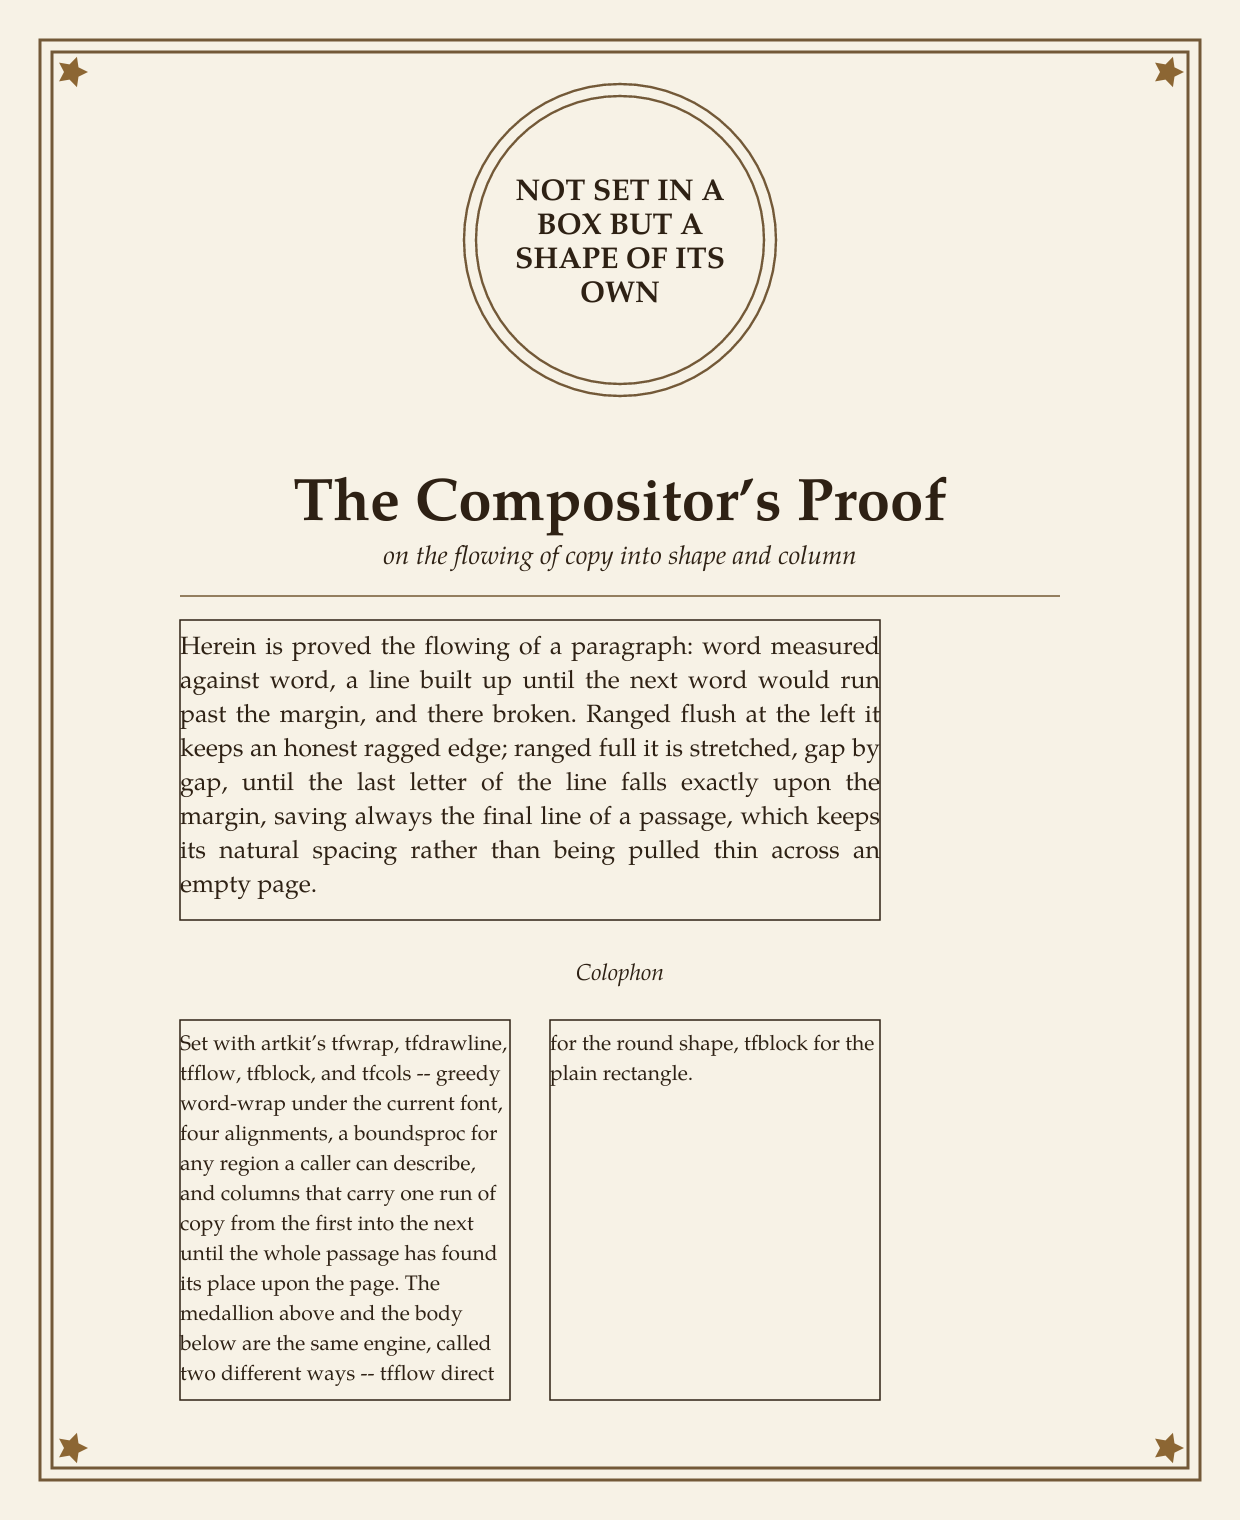 NOT SET IN A
BOX BUT A
SHAPE OF ITS
OWN
The Compositor’s Proof
on the flowing of copy into shape and column
Herein is proved the flowing of a paragraph: word measured
against word, a line built up until the next word would run
past the margin, and there broken. Ranged flush at the left it
keeps an honest ragged edge; ranged full it is stretched, gap by
gap, until the last letter of the line falls exactly upon the
margin, saving always the final line of a passage, which keeps
its natural spacing rather than being pulled thin across an
empty page.
Colophon
Set with artkit’s tfwrap, tfdrawline,
tfflow, tfblock, and tfcols -- greedy
word-wrap under the current font,
four alignments, a boundsproc for
any region a caller can describe,
and columns that carry one run of
copy from the first into the next
until the whole passage has found
its place upon the page. The
medallion above and the body
below are the same engine, called
two different ways -- tfflow direct
for the round shape, tfblock for the
plain rectangle.